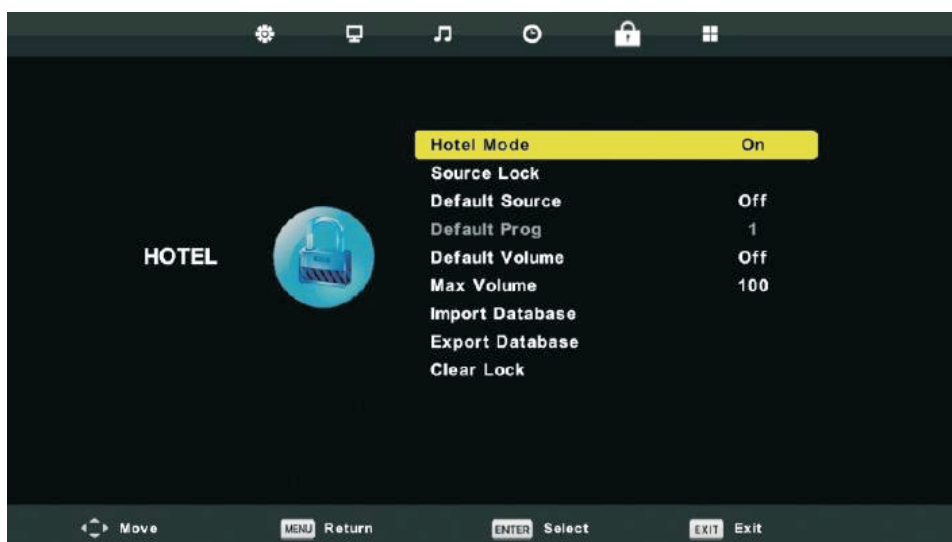 Hotel Mode On
Source Lock
Default Source Off
Default Prog 1
HOTEL
Default Volume Off
Max Volume 100
Import Database
Export Database
Clear Lock
Move MENU Return ENTER Select EXIT Exit